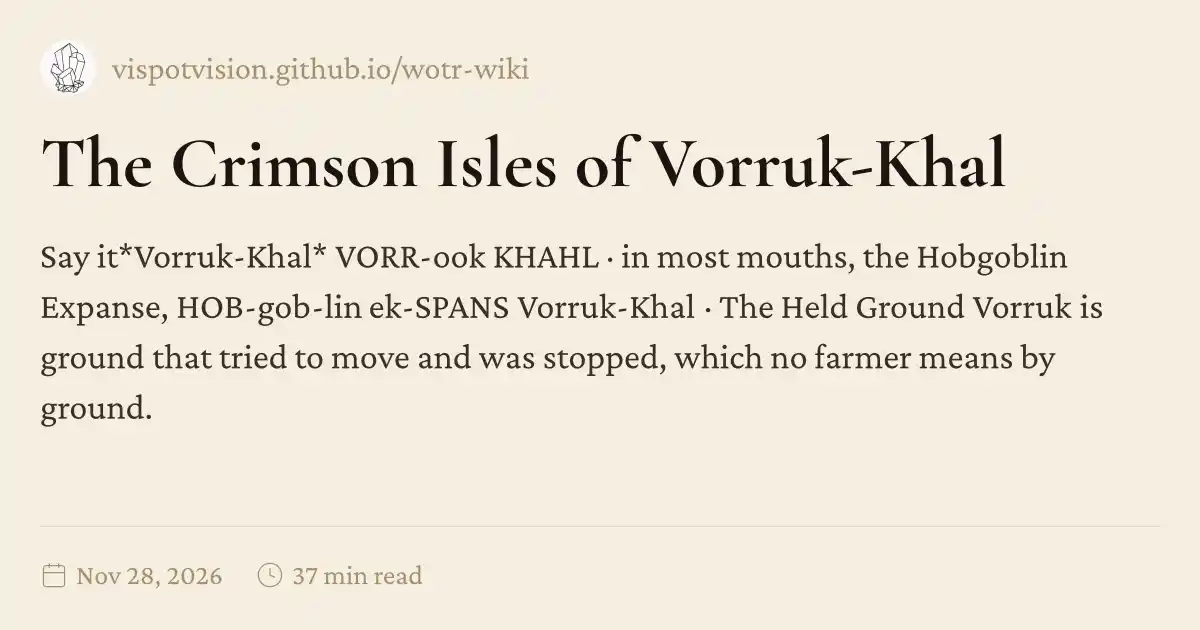 vispotvision.github.io/wotr-wiki
The Crimson Isles of Vorruk-Khal
Say it*Vorruk-Khal* VORR-ook KHAHL · in most mouths, the Hobgoblin
Expanse, HOB-gob-lin ek-SPANS Vorruk-Khal · The Held Ground Vorruk is
ground that tried to move and was stopped, which no farmer means by
ground.
Nov 28, 2026 37 min read